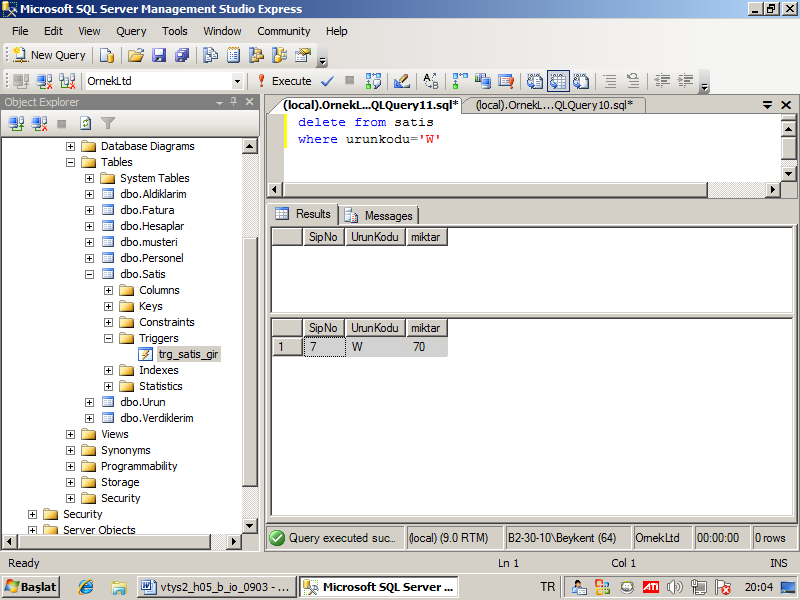 Microsoft SQL Server Management Studio Express
File Edit View Query Tools Window Community Help
New Query
OrnekLtd Execute
Object Explorer
(local).OrnekL...QLQuery11.sql* (local).OrnekL...QLQuery10.sql*
Database Diagrams
Tables
System Tables
dbo.Aldiklarim
dbo.Fatura
dbo.Hesaplar
dbo.musteri
dbo.Personel
dbo.Satis
Columns
Keys
Constraints
Triggers
trg_satis_gir
Indexes
Statistics
dbo.Urun
dbo.Verdiklerim
Views
Synonyms
Programmability
Storage
Security
Security
Server Objects
delete from satis
where urunkodu='W'
Results Messages
SipNo UrunKodu miktar
SipNo UrunKodu miktar
1 7 W 70
Query executed suc... (local) (9.0 RTM) B2-30-10\Beykent (64) OrnekLtd 00:00:00 0 rows
Ready Ln 1 Col 1 INS
Başlat vtys2_h05_b_io_0903 - ... Microsoft SQL Server ... TR ATI 20:04